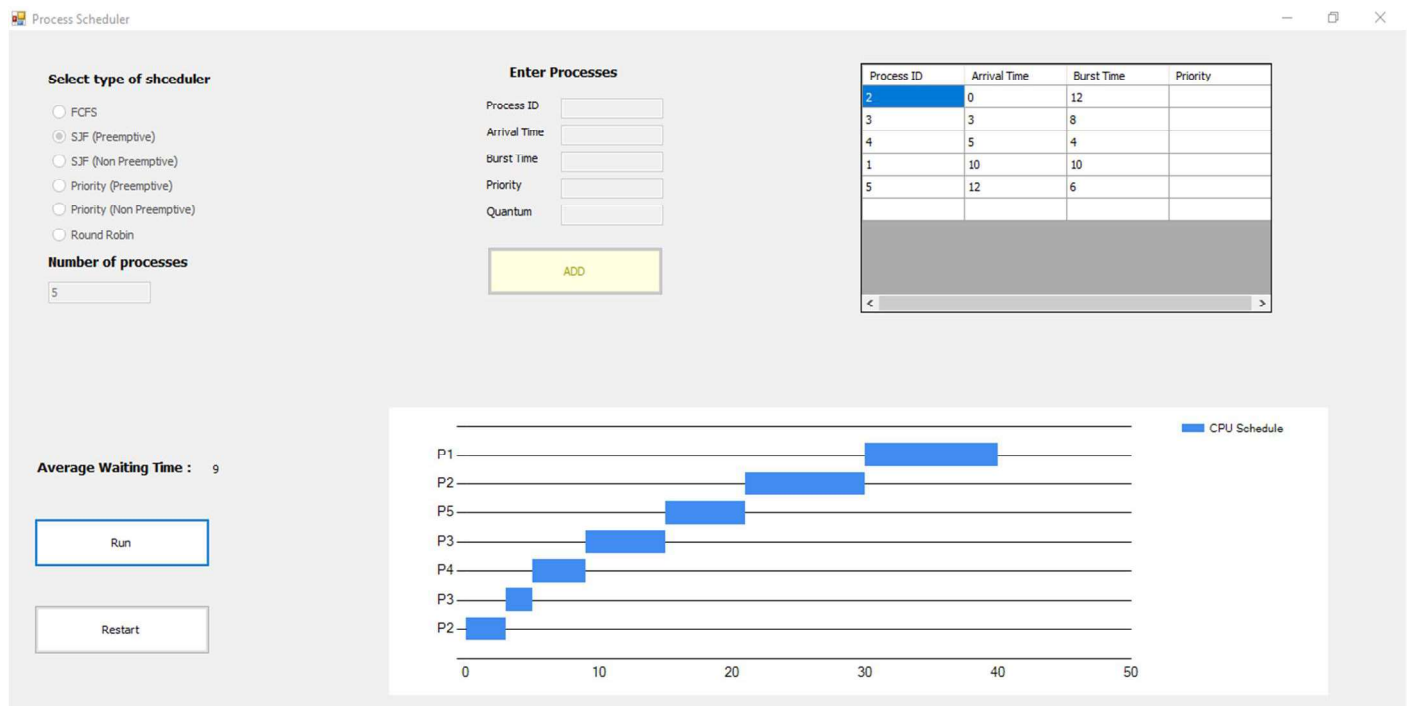 Process Scheduler
Select type of shceduler
FCFS
SJF (Preemptive)
SJF (Non Preemptive)
Priority (Preemptive)
Priority (Non Preemptive)
Round Robin
Number of processes
5
Enter Processes
Process ID
Arrival Time
Burst Time
Priority
Quantum
ADD
Process ID Arrival Time Burst Time Priority
2 0 12
3 3 8
4 5 4
1 10 10
5 12 6
Average Waiting Time : 9
Run
Restart
CPU Schedule
P1
P2
P5
P3
P4
P3
P2
0 10 20 30 40 50